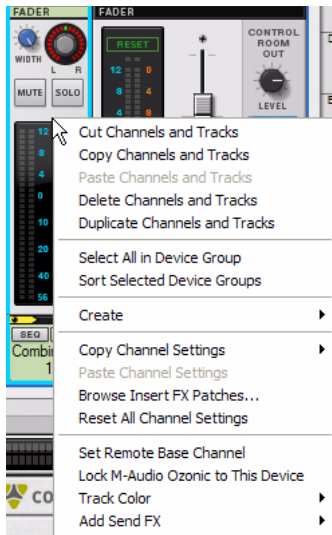 FADER
FADER
WIDTH
L R
MUTE SOLO
RESET
CONTROL
ROOM
OUT
LEVEL
12 0
8 4
4 8
12
8
4
0
10
20
40
56
Cut Channels and Tracks
Copy Channels and Tracks
Paste Channels and Tracks
Delete Channels and Tracks
Duplicate Channels and Tracks
Select All in Device Group
Sort Selected Device Groups
Create
Copy Channel Settings
Paste Channel Settings
Browse Insert FX Patches...
Reset All Channel Settings
Set Remote Base Channel
Lock M-Audio Ozonic to This Device
Track Color
Add Send FX
SEQ
Combi
1
CO